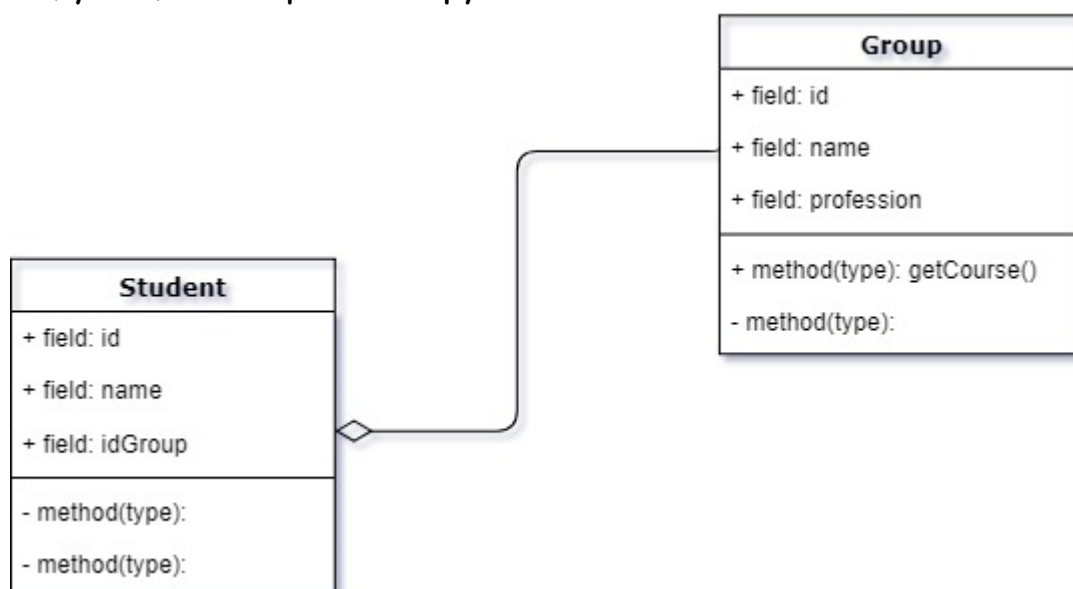 Group
+ field: id
+ field: name
+ field: profession
+ method(type): getCourse()
- method(type):
Student
+ field: id
+ field: name
+ field: idGroup
- method(type):
- method(type):